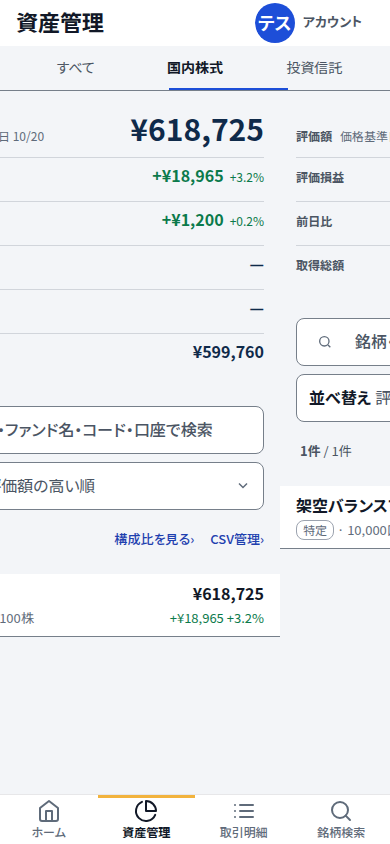 資産管理
テス アカウント
すべて 国内株式 投資信託
日 10/20 ¥618,725
+¥18,965 +3.2%
+¥1,200 +0.2%
—
—
¥599,760
・ファンド名・コード・口座で検索
価額の高い順
構成比を見る› CSV管理›
¥618,725
100株 +¥18,965 +3.2%
評価額 価格基準
評価損益
前日比
取得総額
銘柄
並べ替え 評
1件 / 1件
架空バランス
特定 · 10,000
ホーム 資産管理 取引明細 銘柄検索